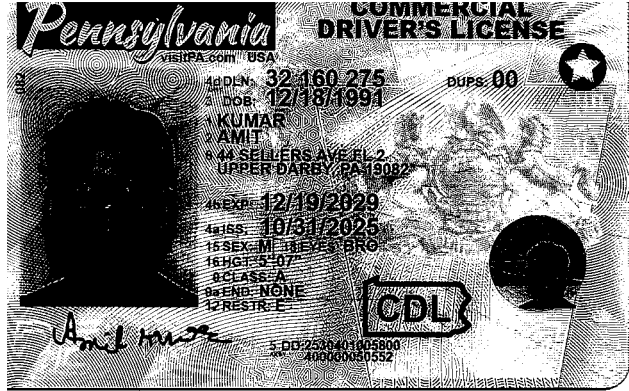 Pennsylvania
visitPA.com USA
COMMERCIAL
DRIVER'S LICENSE
4d DLN: 32 160 275
DUPS: 00
3 DOB: 12/18/1991
1 KUMAR
2 AMIT
8 44 SELLERS AVE FL 2
UPPER DARBY, PA 19082
4b EXP: 12/19/2029
4a ISS: 10/31/2025
15 SEX: M 18 EYES: BRO
16 HGT: 5'-07"
9 CLASS: A
9a END: NONE
12 RESTR: E
CDL
5 DD: 2530401005800
400000050552